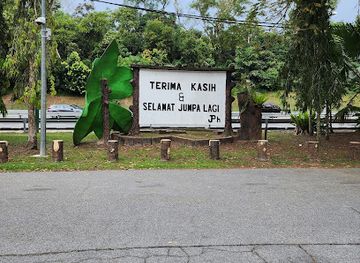 TERIMA KASIH
&
SELAMAT JUMPA LAGI
JPh